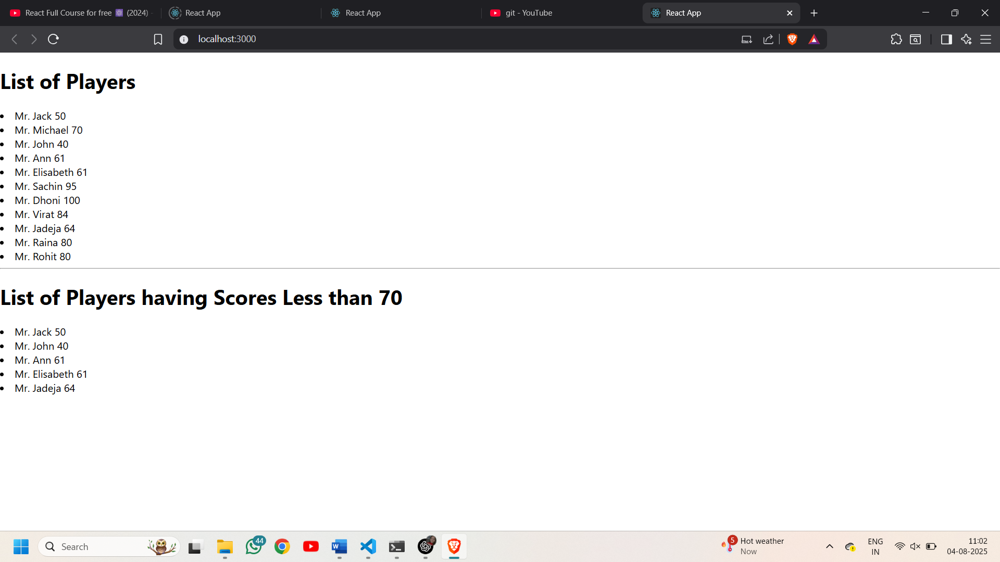 React Full Course for free ⚛️ (2024)
React App
React App
git - YouTube
React App
localhost:3000
List of Players
• Mr. Jack 50
• Mr. Michael 70
• Mr. John 40
• Mr. Ann 61
• Mr. Elisabeth 61
• Mr. Sachin 95
• Mr. Dhoni 100
• Mr. Virat 84
• Mr. Jadeja 64
• Mr. Raina 80
• Mr. Rohit 80
List of Players having Scores Less than 70
• Mr. Jack 50
• Mr. John 40
• Mr. Ann 61
• Mr. Elisabeth 61
• Mr. Jadeja 64
Search
44
5
Hot weather
Now
ENG
IN
11:02
04-08-2025